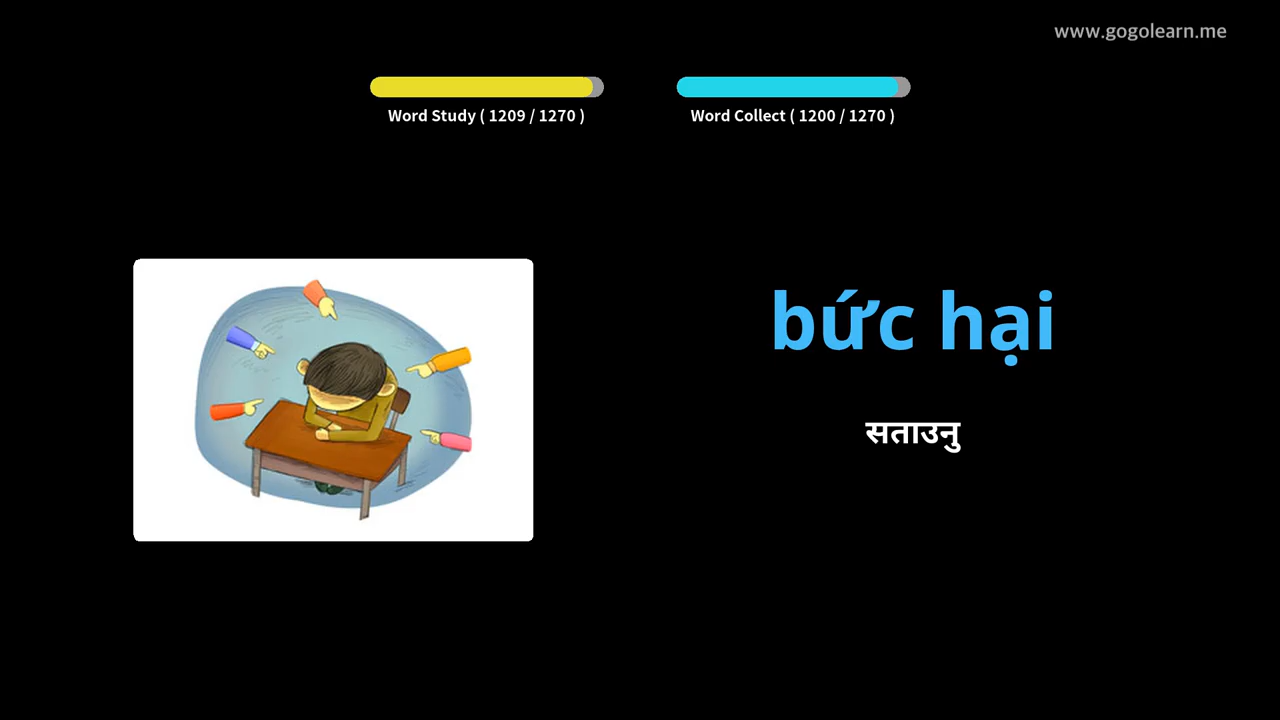 www.gogolearn.me
Word Study ( 1209 / 1270 )
Word Collect ( 1200 / 1270 )
bức hại
सताउनु